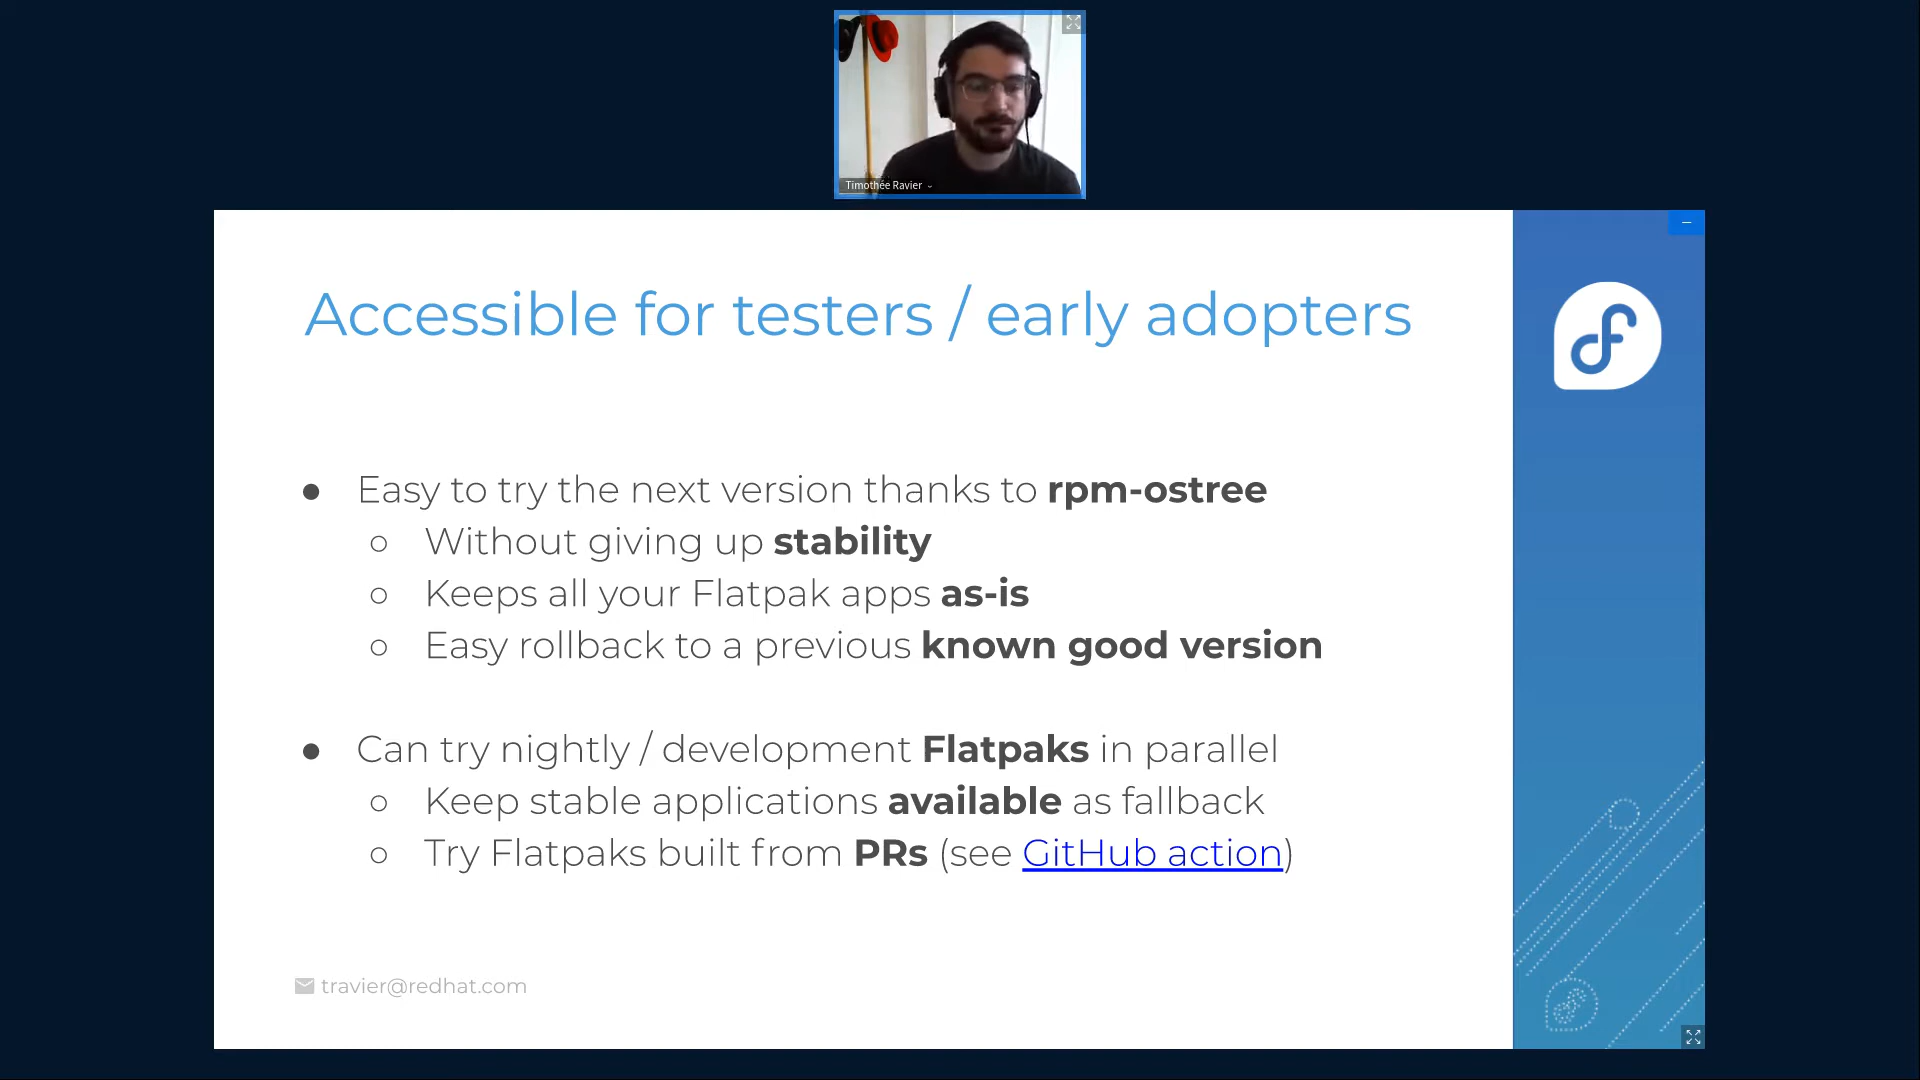 Timothée Ravier
Accessible for testers / early adopters
● Easy to try the next version thanks to rpm-ostree
○ Without giving up stability
○ Keeps all your Flatpak apps as-is
○ Easy rollback to a previous known good version
● Can try nightly / development Flatpaks in parallel
○ Keep stable applications available as fallback
○ Try Flatpaks built from PRs (see GitHub action)
travier@redhat.com